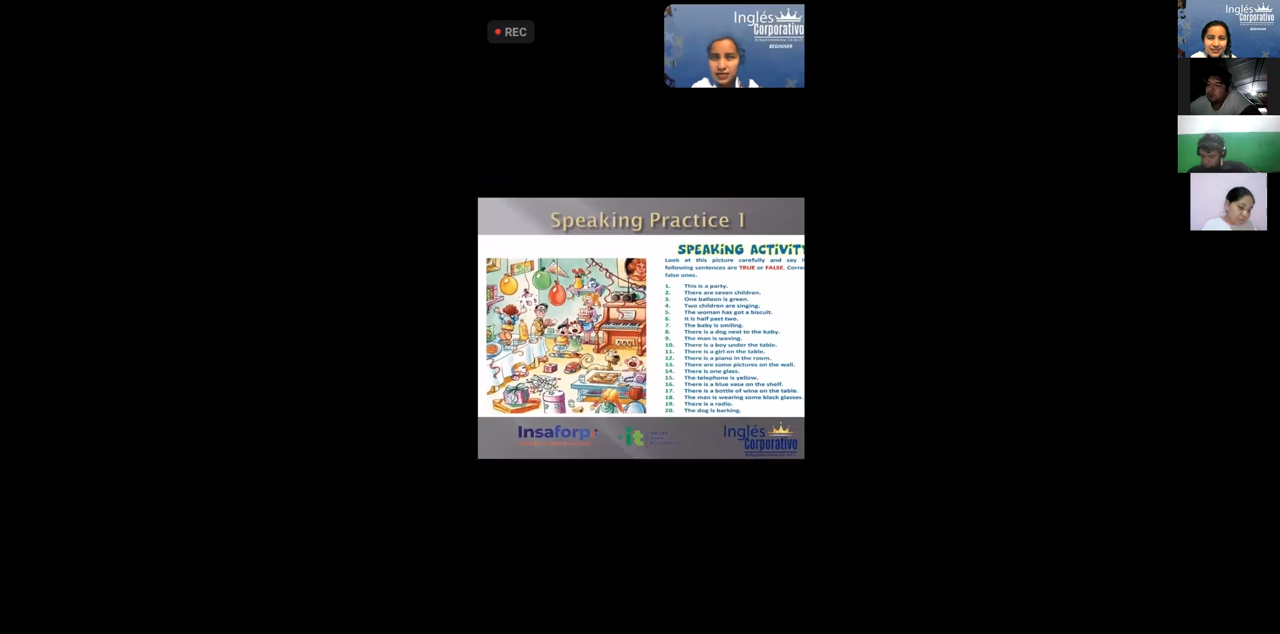 REC
Inglés
Corporativo
BEGINNER
Inglés
Corporativo
BEGINNER
Speaking Practice 1
SPEAKING ACTIVITY
Look at this picture carefully and say
following sentences are TRUE or FALSE.
false ones.
1. This is a party.
2. There are seven children.
3. One balloon is green.
4. Two children are singing.
5. The woman has got a biscuit.
6. It is half past two.
7. The baby is smiling.
8. There is a dog next to the baby.
9. The man is waving.
10. There is a boy under the table.
11. There is a girl on the table.
12. There is a piano in the room.
13. There are some pictures on the wall.
14. There is one glass.
15. The telephone is yellow.
16. There is a blue vase on the shelf.
17. There is a bottle of wine on the table.
18. The man is wearing some black glasses.
19. There is a radio.
20. The dog is barking.
Insaforp
it
Inglés
Corporativo